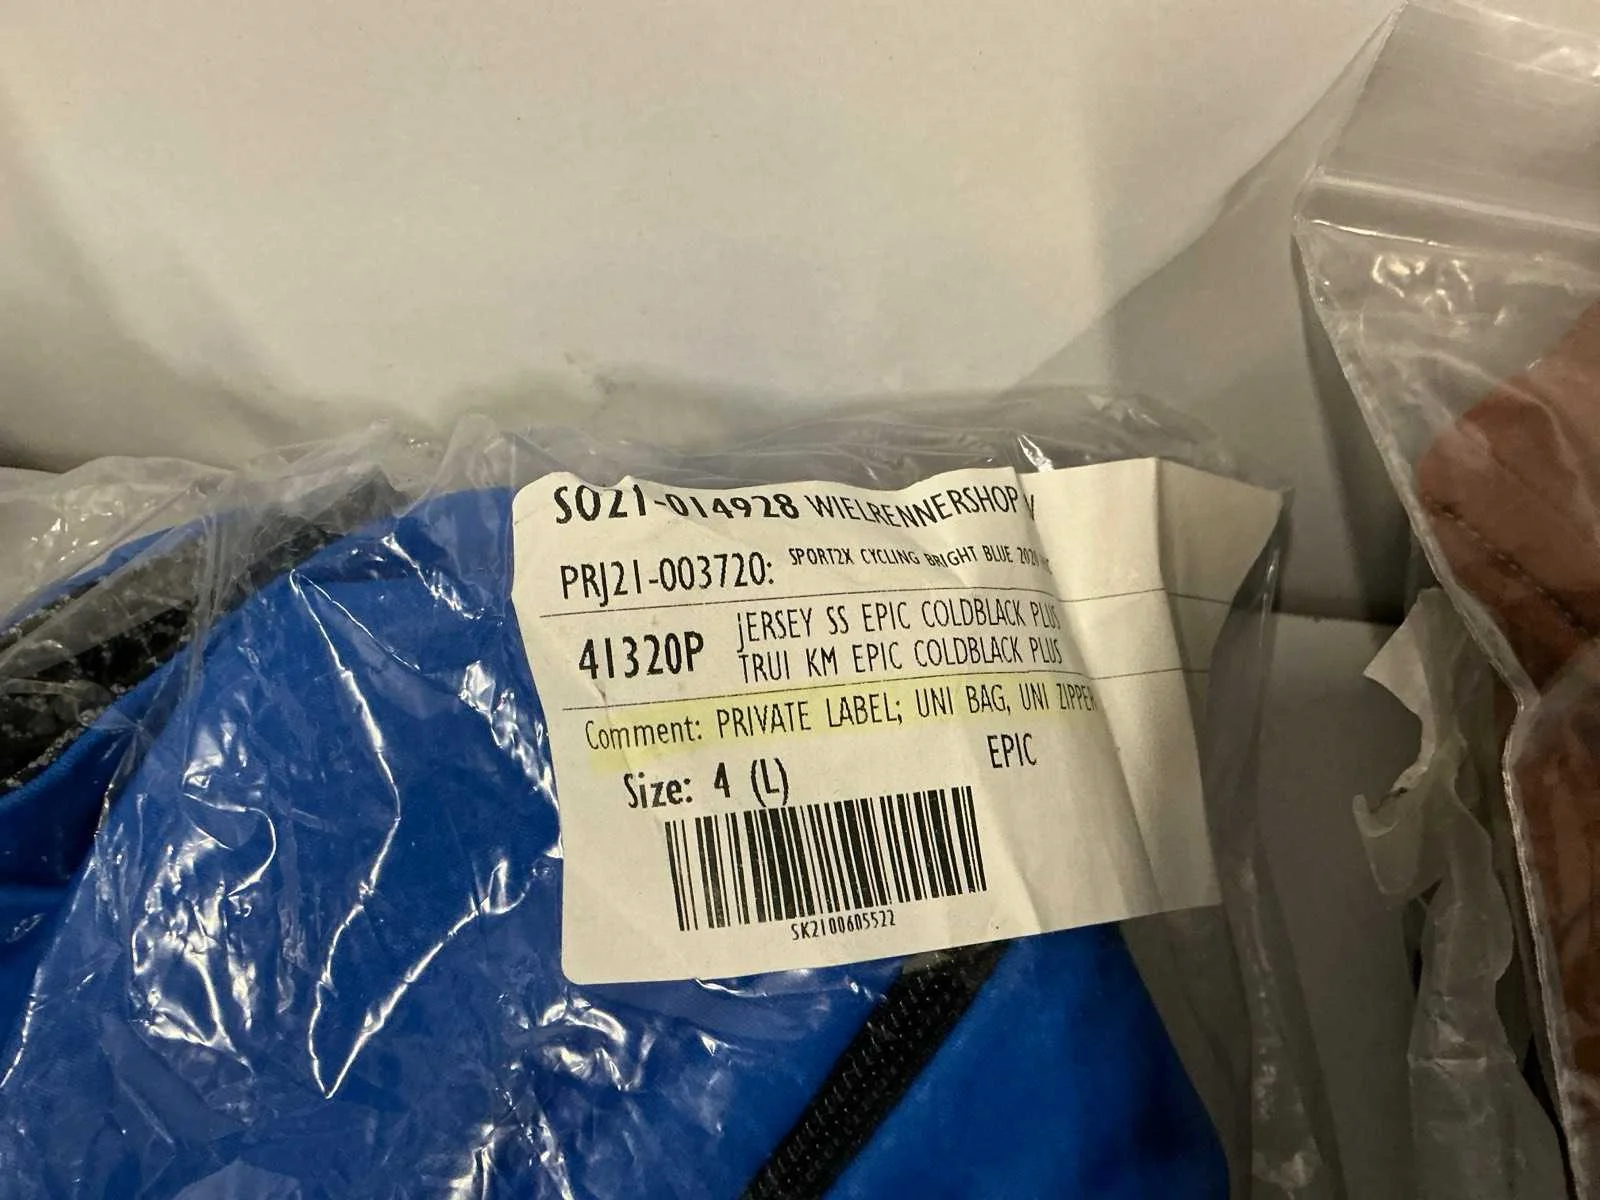 SO21-014928 WIELRENNERSHOP
PRJ21-003720: SPORT2X CYCLING BRIGHT BLUE 2020
41320P JERSEY SS EPIC COLDBLACK PLUS
TRUI KM EPIC COLDBLACK PLUS
Comment: PRIVATE LABEL; UNI BAG, UNI ZIPPER
EPIC
Size: 4 (L)
SK2100605522